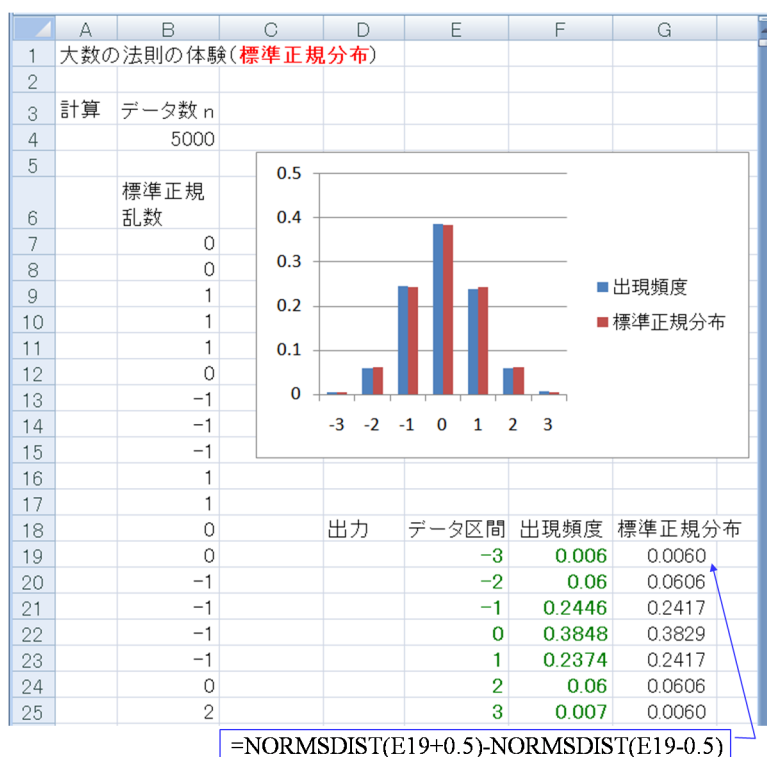 A B C D E F G
1 大数の法則の体験(標準正規分布)
2
3 計算 データ数 n
4 5000
5
6 標準正規
乱数
7 0
8 0
9 1
10 1
11 1
12 0
13 -1
14 -1
15 -1
16 1
17 1
0.5
0.4
0.3
0.2
0.1
0
-3 -2 -1 0 1 2 3
出現頻度
標準正規分布
18 0 出力 データ区間 出現頻度 標準正規分布
19 0 -3 0.006 0.0060
20 -1 -2 0.06 0.0606
21 -1 -1 0.2446 0.2417
22 -1 0 0.3848 0.3829
23 -1 1 0.2374 0.2417
24 0 2 0.06 0.0606
25 2 3 0.007 0.0060
=NORMSDIST(E19+0.5)-NORMSDIST(E19-0.5)